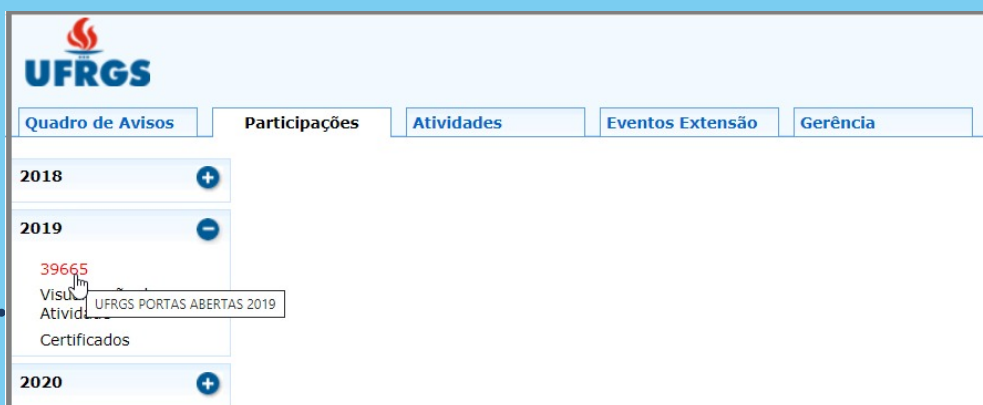 UFRGS
Quadro de Avisos Participações Atividades Eventos Extensão Gerência
2018
2019
39665
UFRGS PORTAS ABERTAS 2019
Certificados
2020